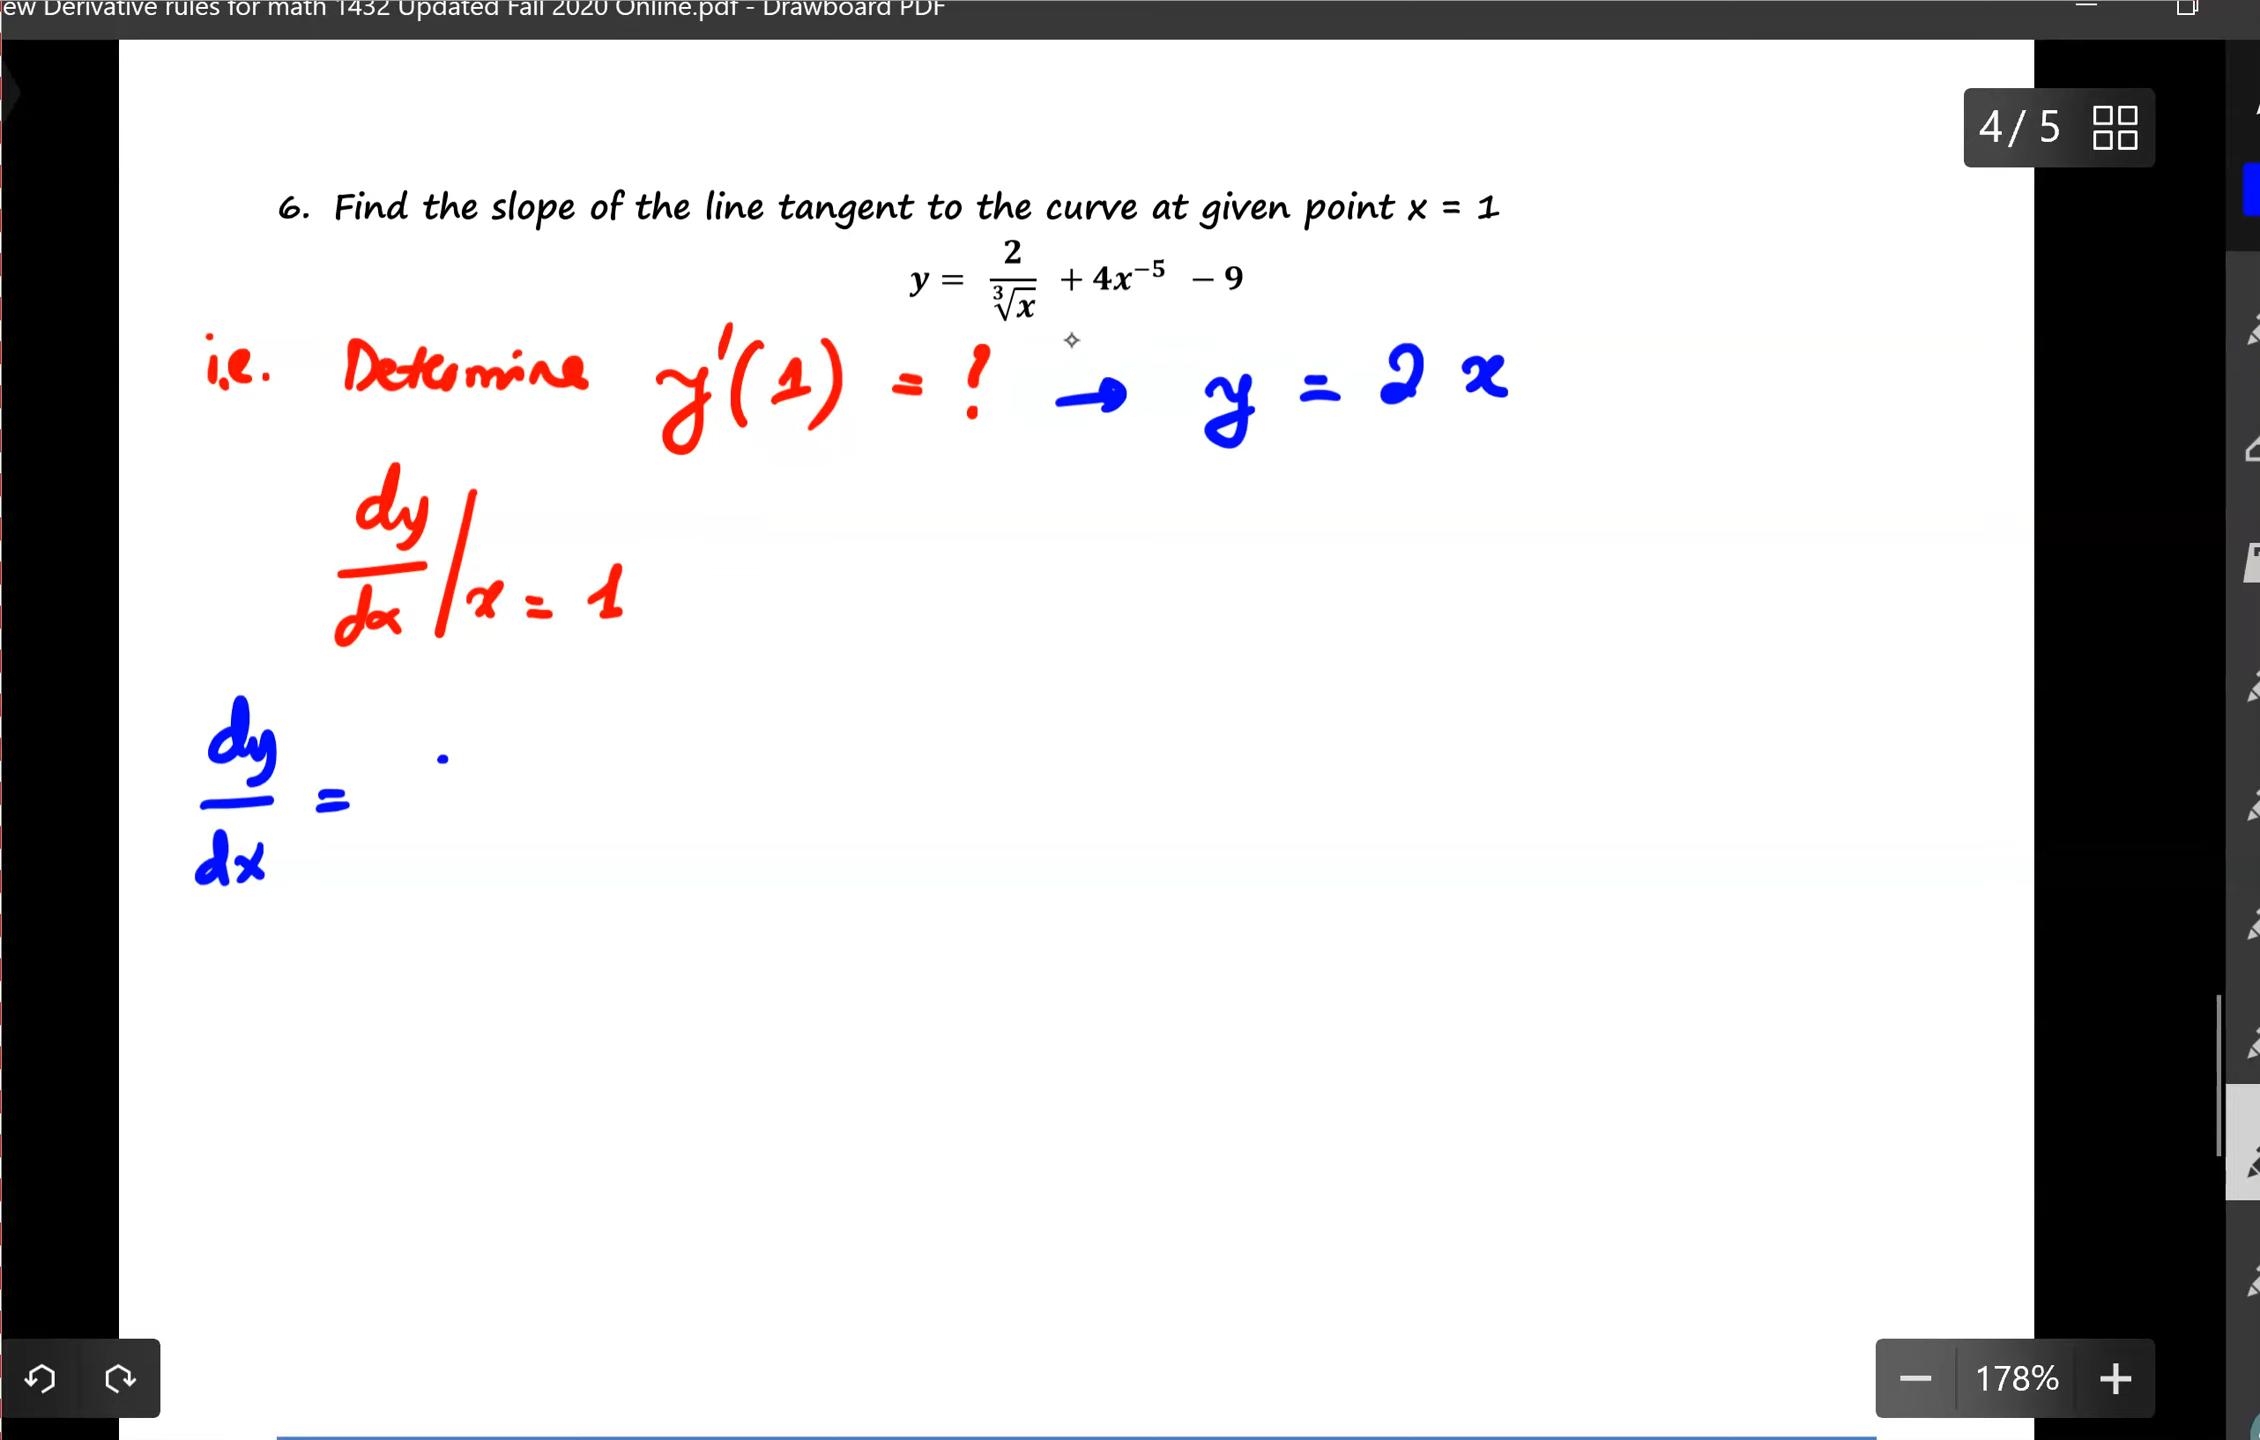 ew Derivative rules for math 1432 Updated Fall 2020 Online.pdf - Drawboard PDF
4 / 5
6. Find the slope of the line tangent to the curve at given point x = 1
y = 2/∛x + 4x⁻⁵ − 9
i.e. Determine y'(1) = ? → y = 2 x
dy/dx | x = 1
dy/dx =
178%